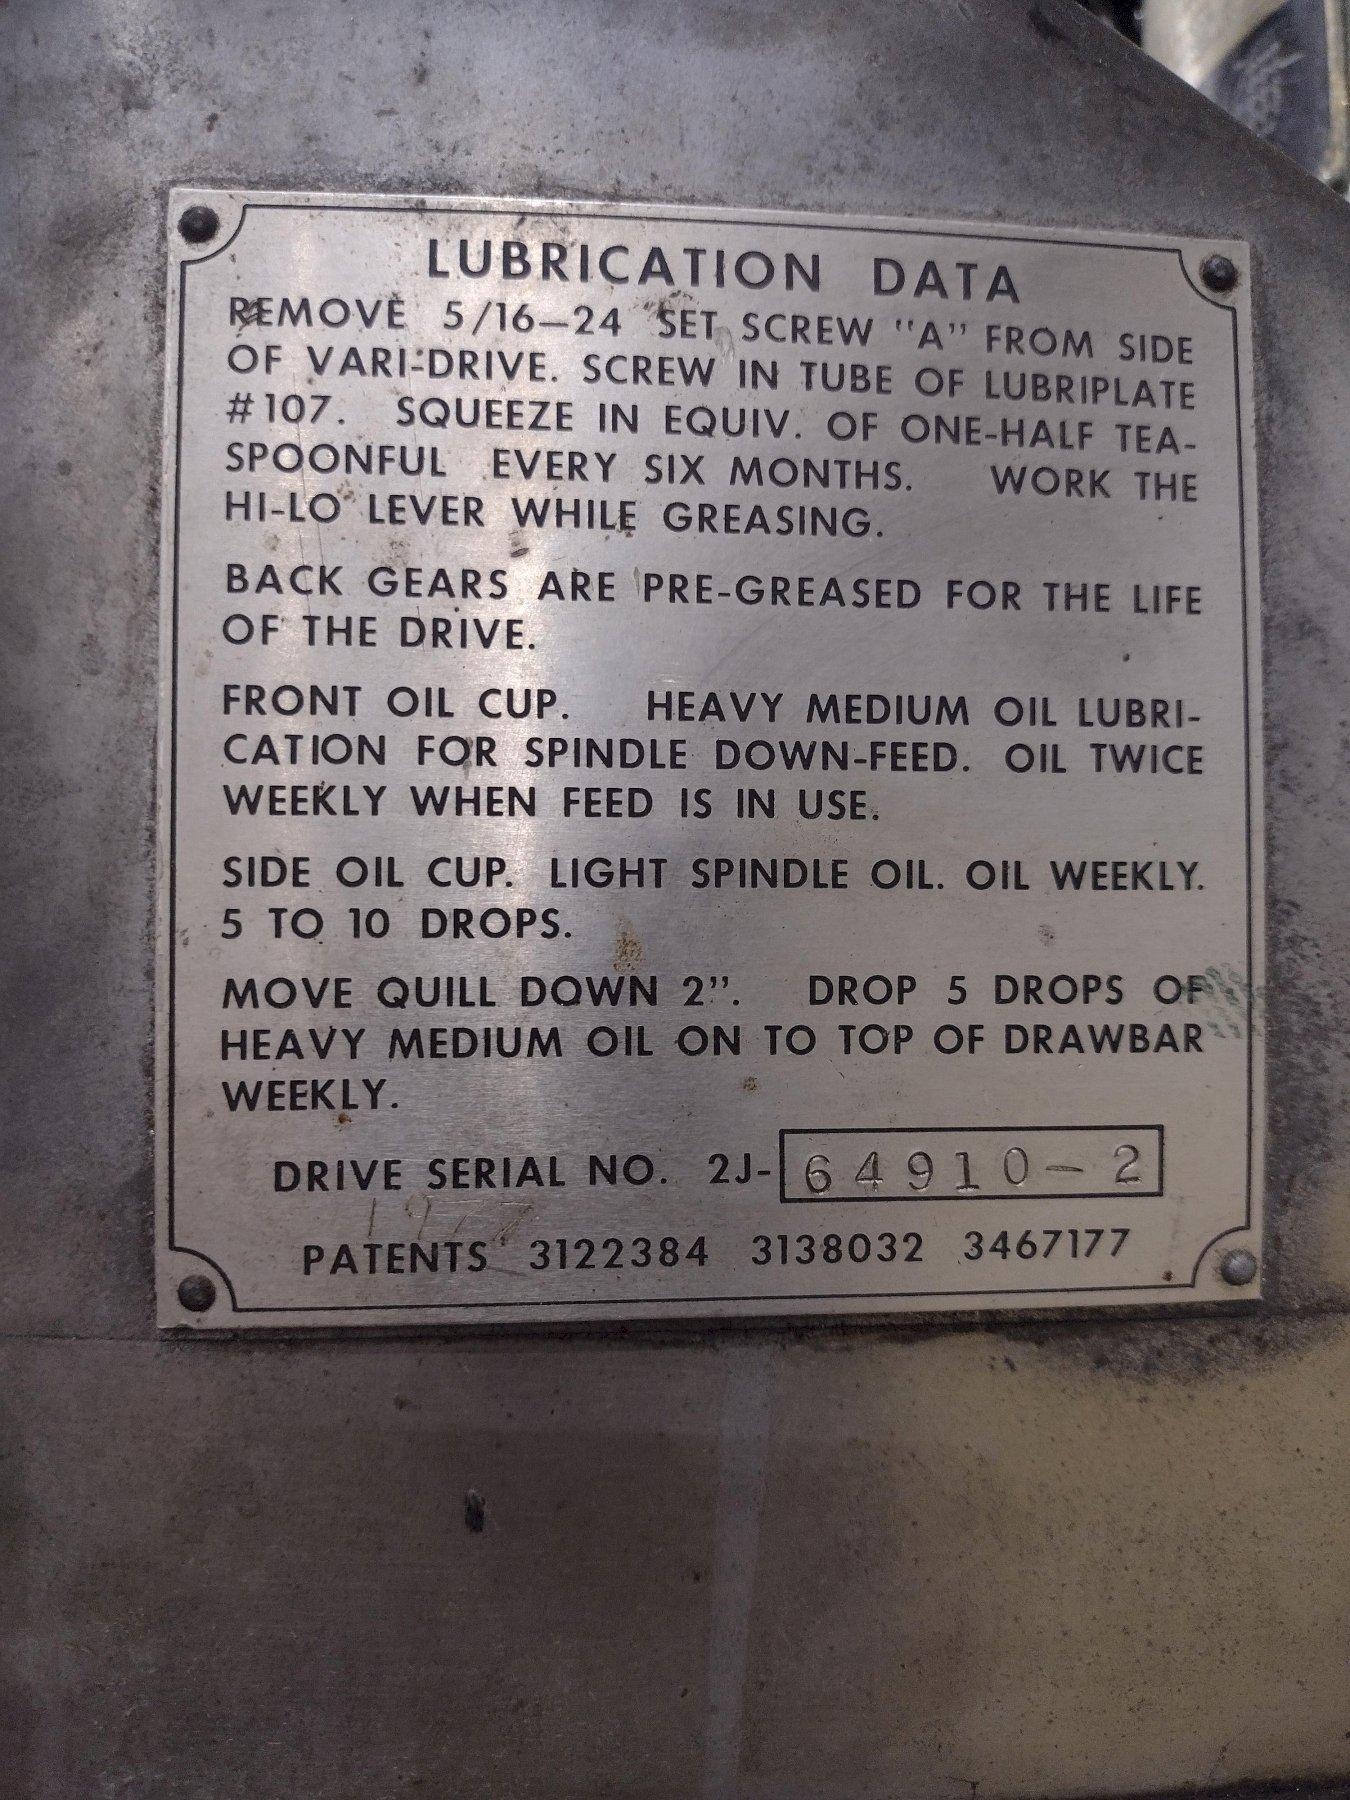 LUBRICATION DATA
REMOVE 5/16-24 SET SCREW "A" FROM SIDE
OF VARI-DRIVE. SCREW IN TUBE OF LUBRIPLATE
#107. SQUEEZE IN EQUIV. OF ONE-HALF TEA-
SPOONFUL EVERY SIX MONTHS. WORK THE
HI-LO LEVER WHILE GREASING.
BACK GEARS ARE PRE-GREASED FOR THE LIFE
OF THE DRIVE.
FRONT OIL CUP. HEAVY MEDIUM OIL LUBRI-
CATION FOR SPINDLE DOWN-FEED. OIL TWICE
WEEKLY WHEN FEED IS IN USE.
SIDE OIL CUP. LIGHT SPINDLE OIL. OIL WEEKLY.
5 TO 10 DROPS.
MOVE QUILL DOWN 2". DROP 5 DROPS OF
HEAVY MEDIUM OIL ON TO TOP OF DRAWBAR
WEEKLY.
DRIVE SERIAL NO. 2J-64910-2
PATENTS 3122384 3138032 3467177